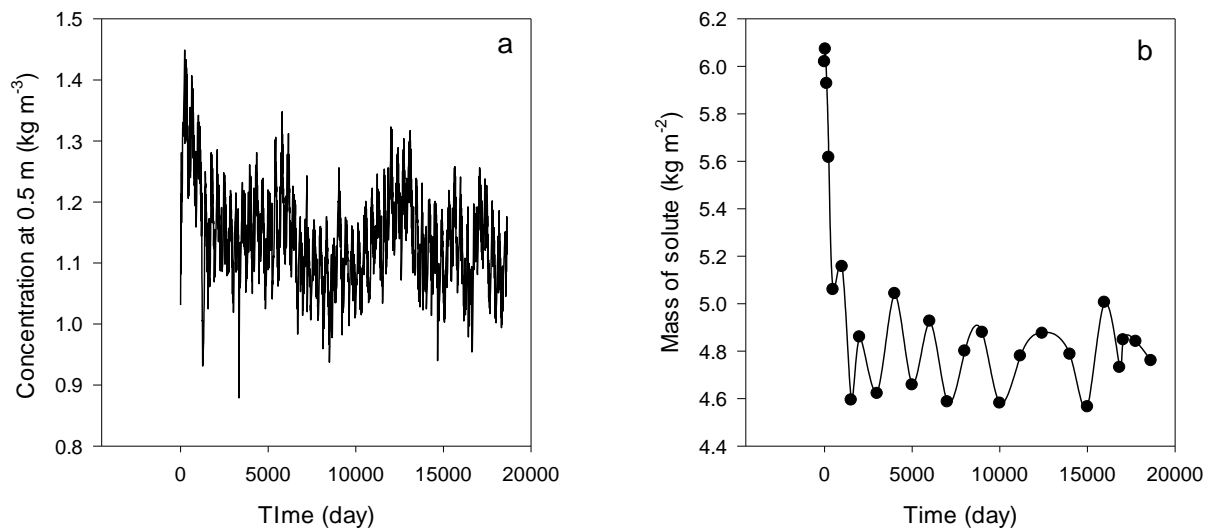 a
Concentration at 0.5 m (kg m-3)
1.5
1.4
1.3
1.2
1.1
1.0
0.9
0.8
0 5000 10000 15000 20000
TIme (day)
b
Mass of solute (kg m-2)
6.2
6.0
5.8
5.6
5.4
5.2
5.0
4.8
4.6
4.4
0 5000 10000 15000 20000
Time (day)